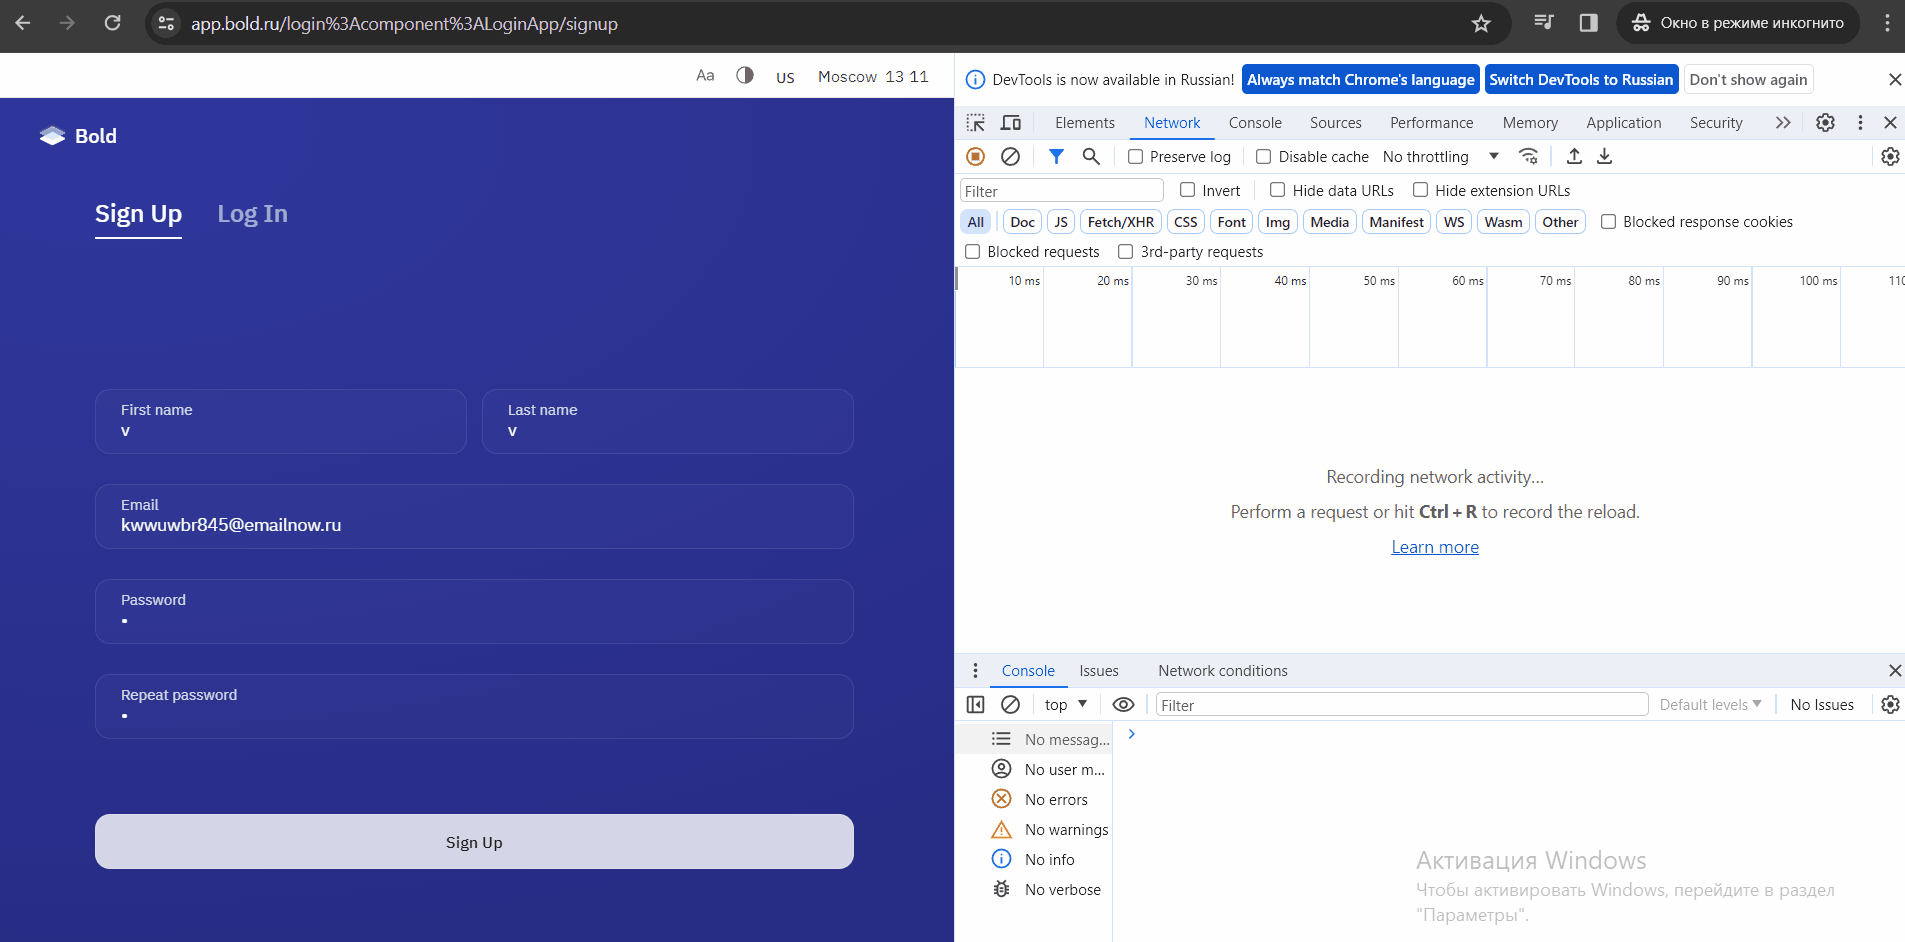 app.bold.ru/login%3Acomponent%3ALoginApp/signup
Окно в режиме инкогнито
Aa US Moscow 13 11
Bold
Sign Up Log In
First name
v
Last name
v
Email
kwwuwbr845@emailnow.ru
Password
Repeat password
Sign Up
DevTools is now available in Russian! Always match Chrome's language Switch DevTools to Russian Don't show again
Elements Network Console Sources Performance Memory Application Security
Preserve log Disable cache No throttling
Filter Invert Hide data URLs Hide extension URLs
All Doc JS Fetch/XHR CSS Font Img Media Manifest WS Wasm Other Blocked response cookies
Blocked requests 3rd-party requests
10 ms 20 ms 30 ms 40 ms 50 ms 60 ms 70 ms 80 ms 90 ms 100 ms
Recording network activity…
Perform a request or hit Ctrl + R to record the reload.
Learn more
Console Issues Network conditions
top Filter Default levels No Issues
No messag...
No user m...
No errors
No warnings
No info
No verbose
Активация Windows
Чтобы активировать Windows, перейдите в раздел
"Параметры".